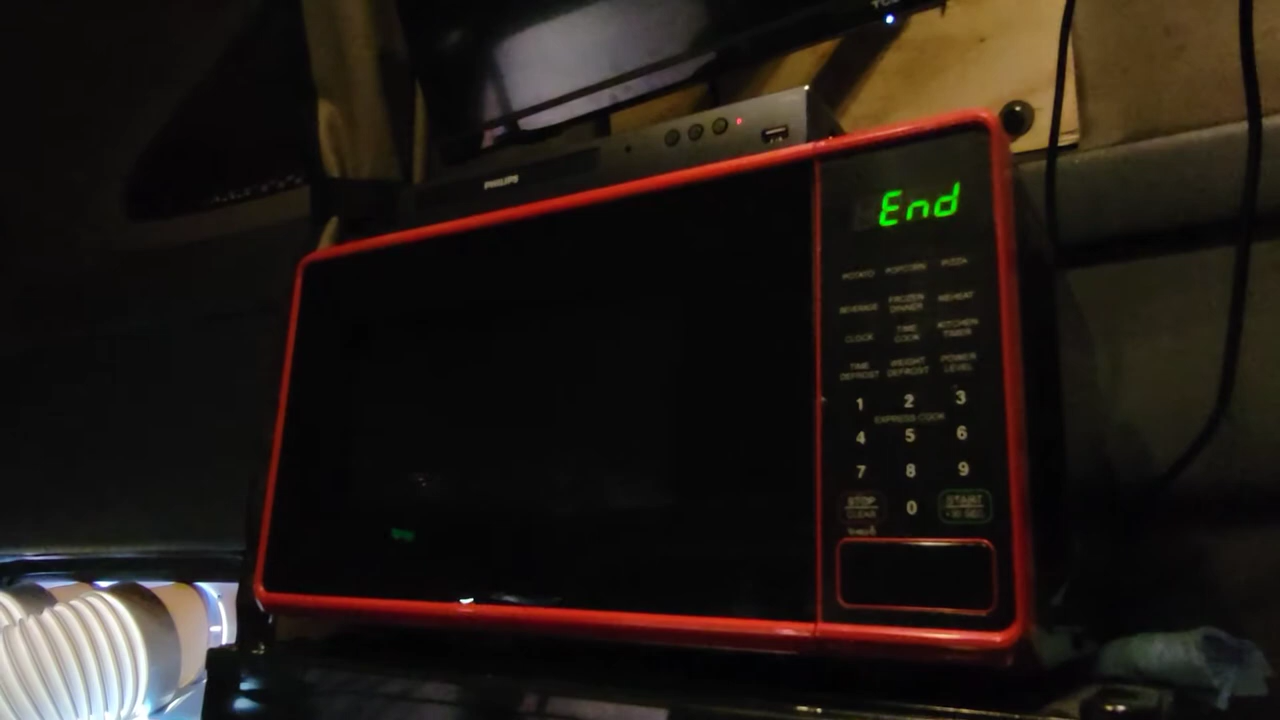 PHILIPS
End
POTATO POPCORN PIZZA
BEVERAGE FROZEN DINNER REHEAT
CLOCK TIME COOK KITCHEN TIMER
TIME DEFROST WEIGHT DEFROST POWER LEVEL
1 2 3
EXPRESS COOK
4 5 6
7 8 9
STOP CLEAR 0 START +30 SEC